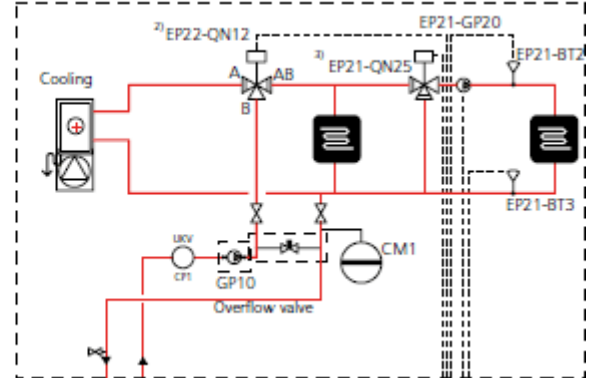 2) EP22-QN12
EP21-GP20
EP21-BT2
3) EP21-QN25
Cooling
A
AB
B
EP21-BT3
UKV
CP1
GP10
CM1
Overflow valve